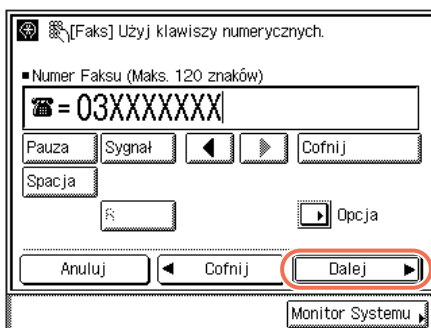 [Faks] Użyj klawiszy numerycznych.
▪Numer Faksu (Maks. 120 znaków)
☎ = 03XXXXXXX
Pauza Sygnał ◀ ▶ Cofnij
Spacja
R ▸ Opcja
Anuluj ◀ Cofnij Dalej ▶
Monitor Systemu